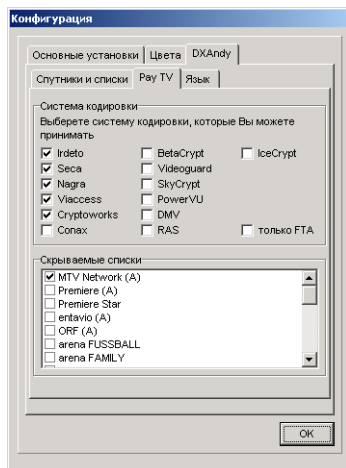 Конфигурация
Основные установки Цвета DXAndy
Спутники и списки Pay TV Язык
Система кодировки
Выберете систему кодировки, которые Вы можете
принимать
Irdeto BetaCrypt IceCrypt
Seca Videoguard
Nagra SkyCrypt
Viaccess PowerVU
Cryptoworks DMV
Conax RAS только FTA
Скрываемые списки
MTV Network (A)
Premiere (A)
Premiere Star
entavio (A)
ORF (A)
arena FUSSBALL
arena FAMILY
OK